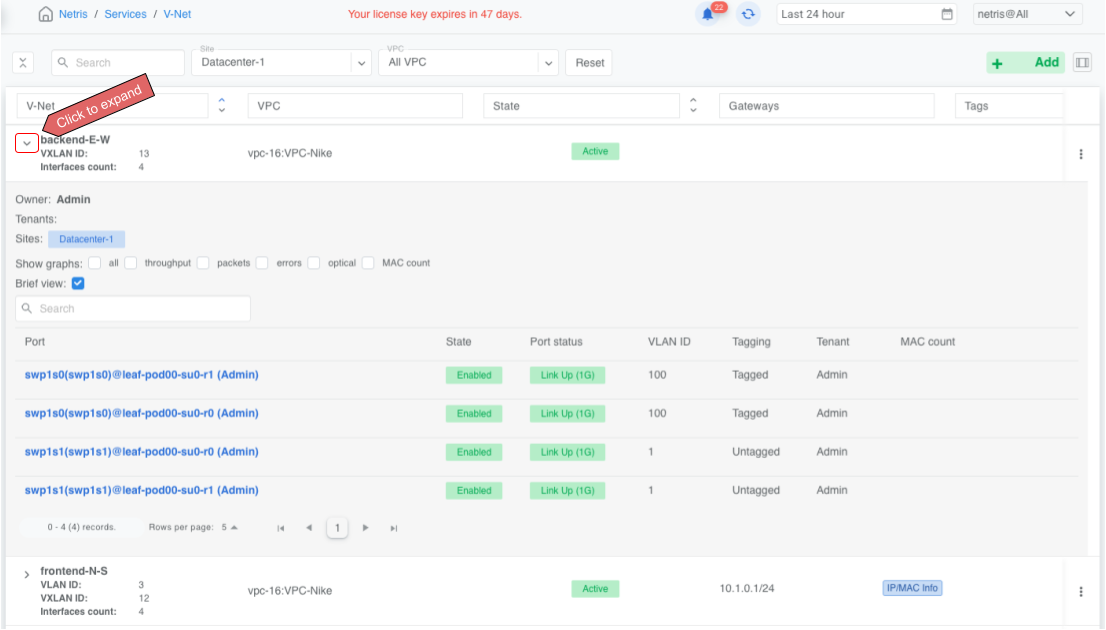 Netris / Services / V-Net
Your license key expires in 47 days.
22
Last 24 hour
netris@All
Search
Site
Datacenter-1
VPC
All VPC
Reset
+ Add
V-Net
VPC
State
Gateways
Tags
Click to expand
backend-E-W
VXLAN ID: 13
Interfaces count: 4
vpc-16:VPC-Nike
Active
Owner: Admin
Tenants:
Sites: Datacenter-1
Show graphs: all throughput packets errors optical MAC count
Brief view:
Search
Port State Port status VLAN ID Tagging Tenant MAC count
swp1s0(swp1s0)@leaf-pod00-su0-r1 (Admin) Enabled Link Up (1G) 100 Tagged Admin
swp1s0(swp1s0)@leaf-pod00-su0-r0 (Admin) Enabled Link Up (1G) 100 Tagged Admin
swp1s1(swp1s1)@leaf-pod00-su0-r0 (Admin) Enabled Link Up (1G) 1 Untagged Admin
swp1s1(swp1s1)@leaf-pod00-su0-r1 (Admin) Enabled Link Up (1G) 1 Untagged Admin
0 - 4 (4) records. Rows per page: 5 1
frontend-N-S
VLAN ID: 3
VXLAN ID: 12
Interfaces count: 4
vpc-16:VPC-Nike
Active
10.1.0.1/24
IP/MAC Info